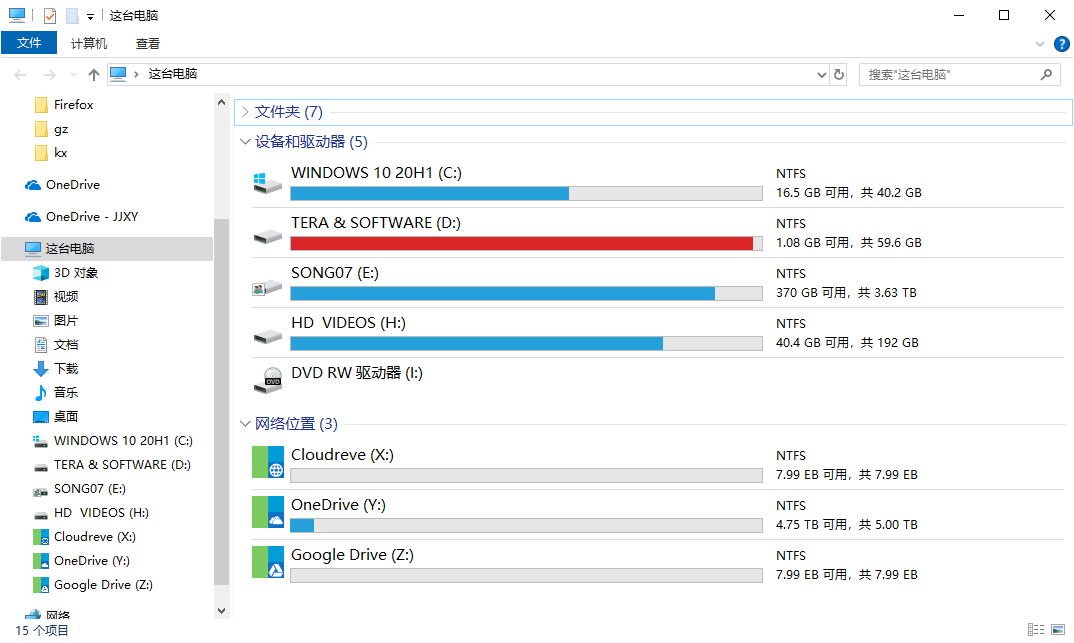 这台电脑
文件 计算机 查看
这台电脑 搜索"这台电脑"
Firefox
gz
kx
OneDrive
OneDrive - JJXY
这台电脑
3D 对象
视频
图片
文档
下载
音乐
桌面
WINDOWS 10 20H1 (C:)
TERA & SOFTWARE (D:)
SONG07 (E:)
HD  VIDEOS (H:)
Cloudreve (X:)
OneDrive (Y:)
Google Drive (Z:)
网络
文件夹 (7)
设备和驱动器 (5)
WINDOWS 10 20H1 (C:)
NTFS
16.5 GB 可用，共 40.2 GB
TERA & SOFTWARE (D:)
NTFS
1.08 GB 可用，共 59.6 GB
SONG07 (E:)
NTFS
370 GB 可用，共 3.63 TB
HD  VIDEOS (H:)
NTFS
40.4 GB 可用，共 192 GB
DVD RW 驱动器 (I:)
网络位置 (3)
Cloudreve (X:)
NTFS
7.99 EB 可用，共 7.99 EB
OneDrive (Y:)
NTFS
4.75 TB 可用，共 5.00 TB
Google Drive (Z:)
NTFS
7.99 EB 可用，共 7.99 EB
15 个项目